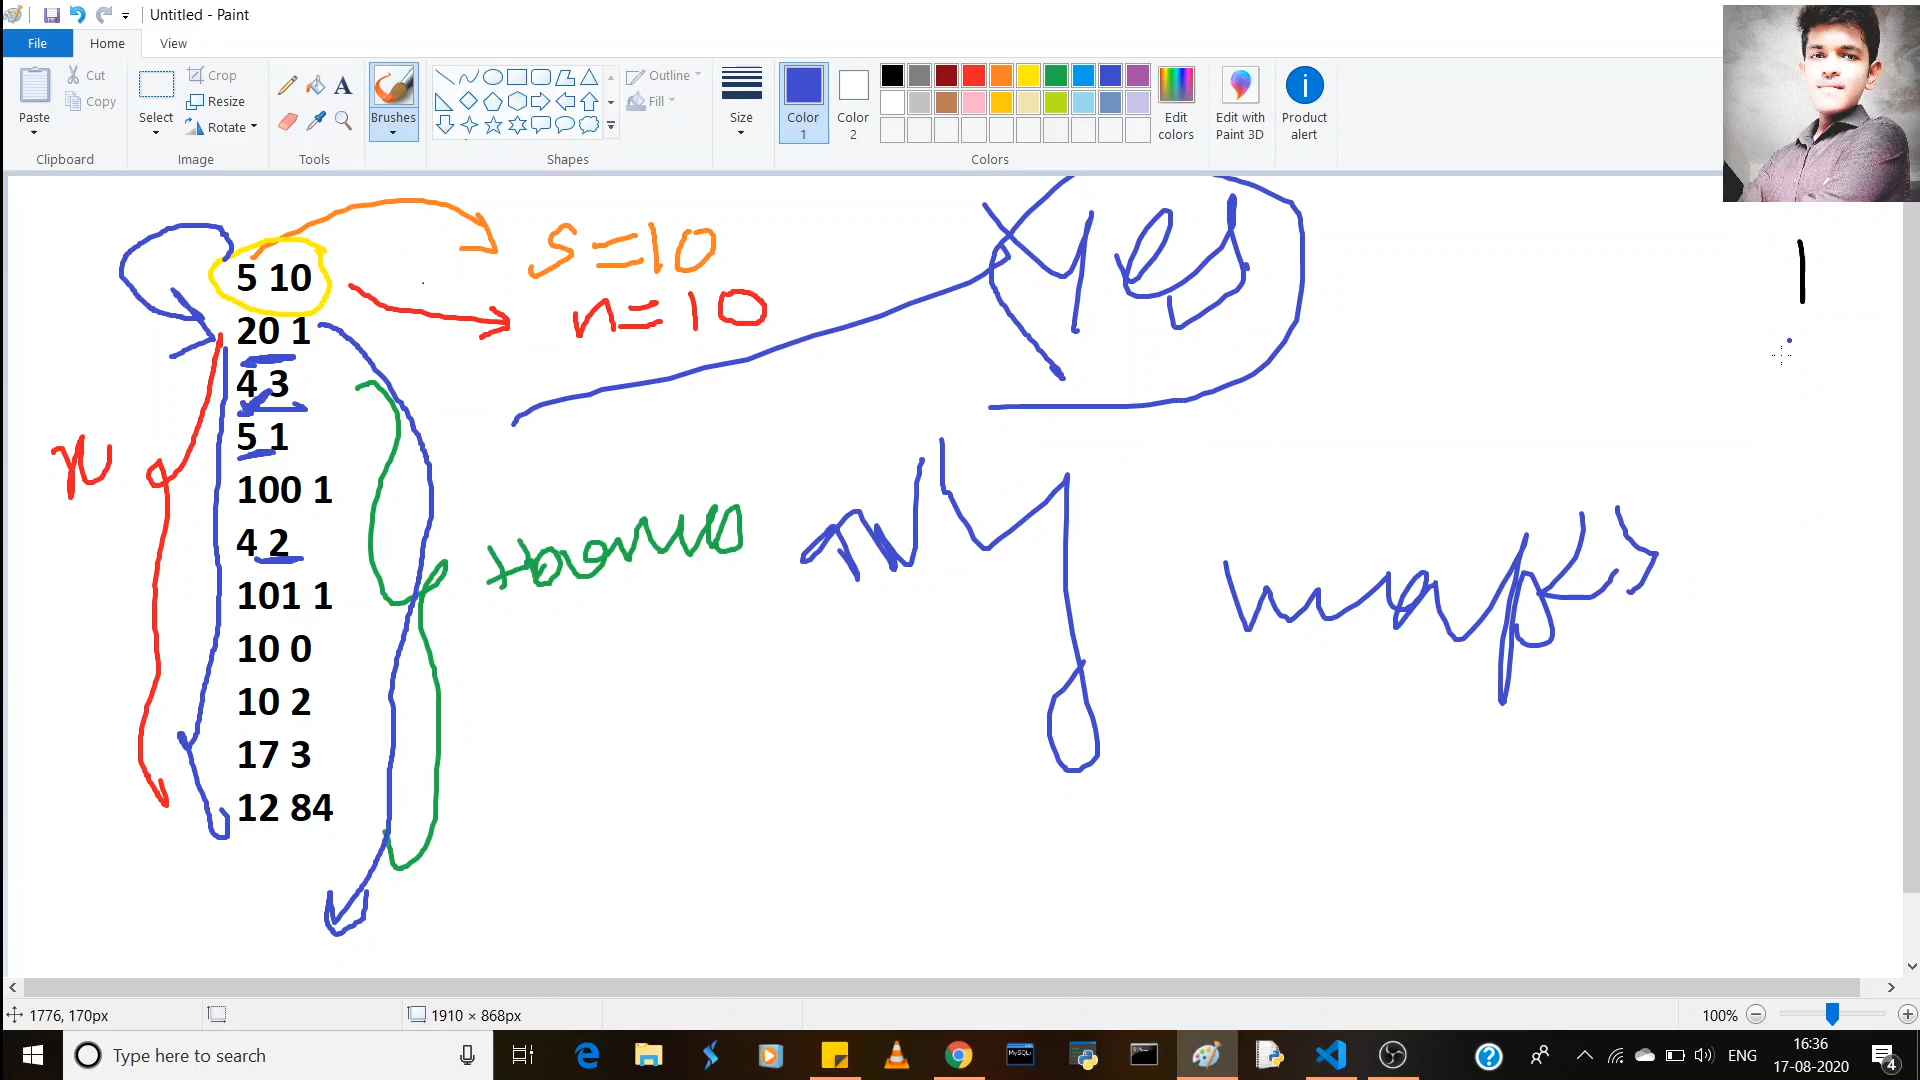 Untitled - Paint
File Home View
Paste
Cut
Copy
Clipboard
Select
Crop
Resize
Rotate
Image
Tools
Brushes
Shapes
Outline
Fill
Size
Color 1
Color 2
Colors
Edit colors
Edit with Paint 3D
Product alert
5 10
20 1
4 3
5 1
100 1
4 2
101 1
10 0
10 2
17 3
12 84
s=10
n=10
Yes
map<>
1776, 170px
1910 × 868px
100%
Type here to search
MySQL
ENG
16:36
17-08-2020
4